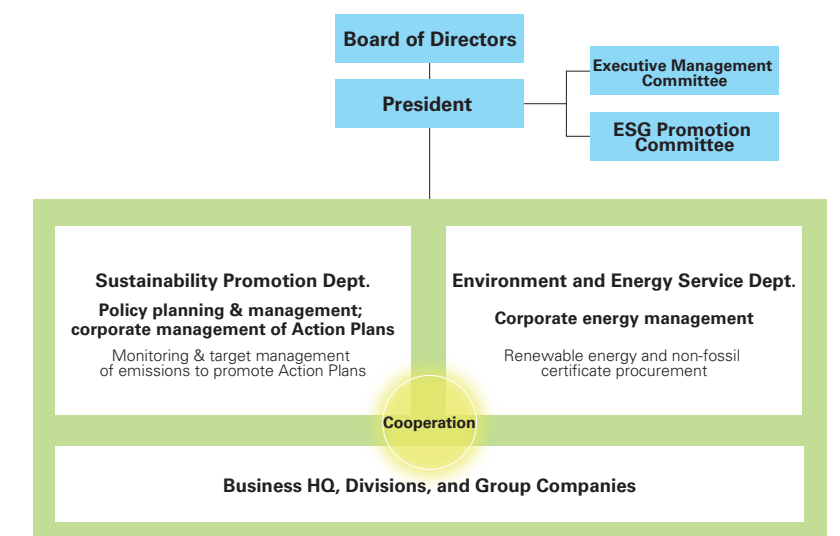 Board of Directors
President
Executive Management
Committee
ESG Promotion
Committee
Sustainability Promotion Dept.
Policy planning & management;
corporate management of Action Plans
Monitoring & target management
of emissions to promote Action Plans
Environment and Energy Service Dept.
Corporate energy management
Renewable energy and non-fossil
certificate procurement
Cooperation
Business HQ, Divisions, and Group Companies